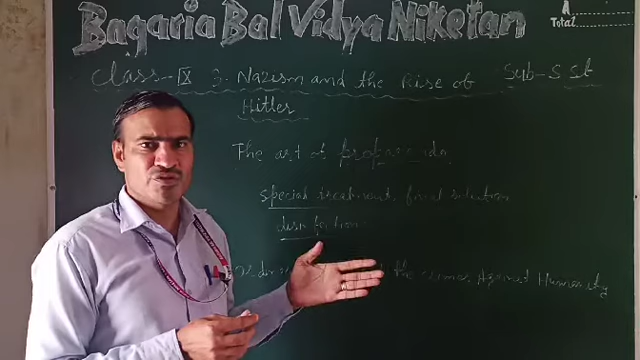 Bagaria Bal Vidya Niketan
A
Total
Class-IX 3. Nazism and the Rise of
Hitler
Sub-S St
The art of propaganda
special treatment, final solution
disinfection
the crimes Against Humanity